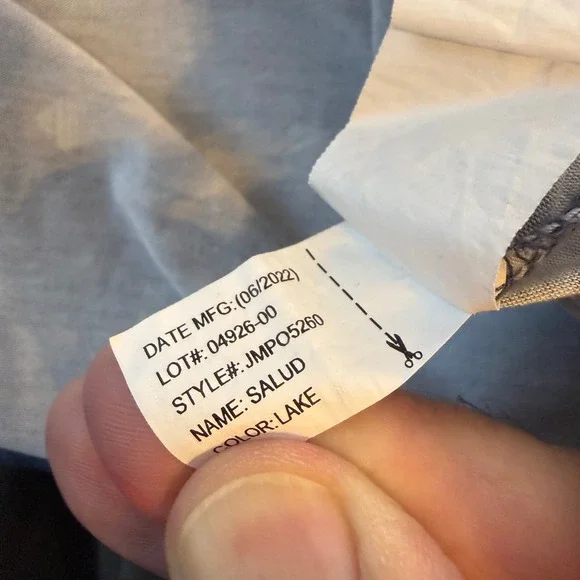 DATE MFG:(06/2022)
LOT#: 04926-00
STYLE#: JMPO5260
NAME: SALUD
COLOR: LAKE